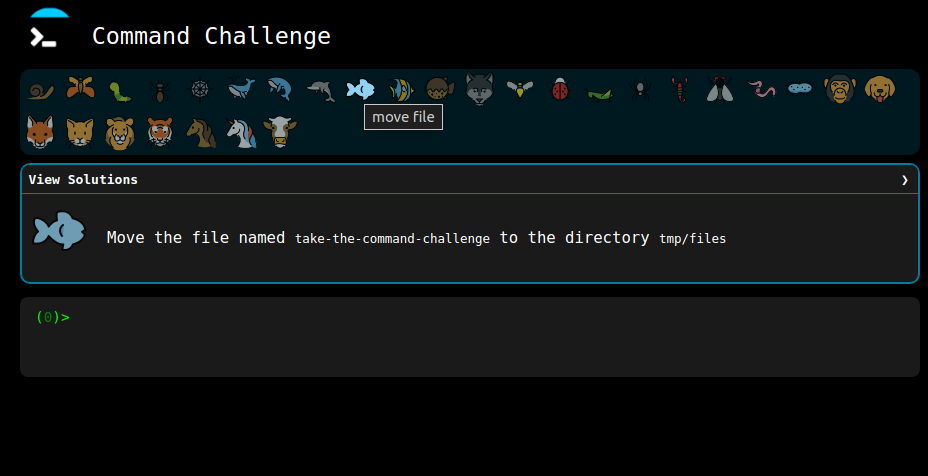 Command Challenge
move file
View Solutions ❯
Move the file named take-the-command-challenge to the directory tmp/files
(0)>